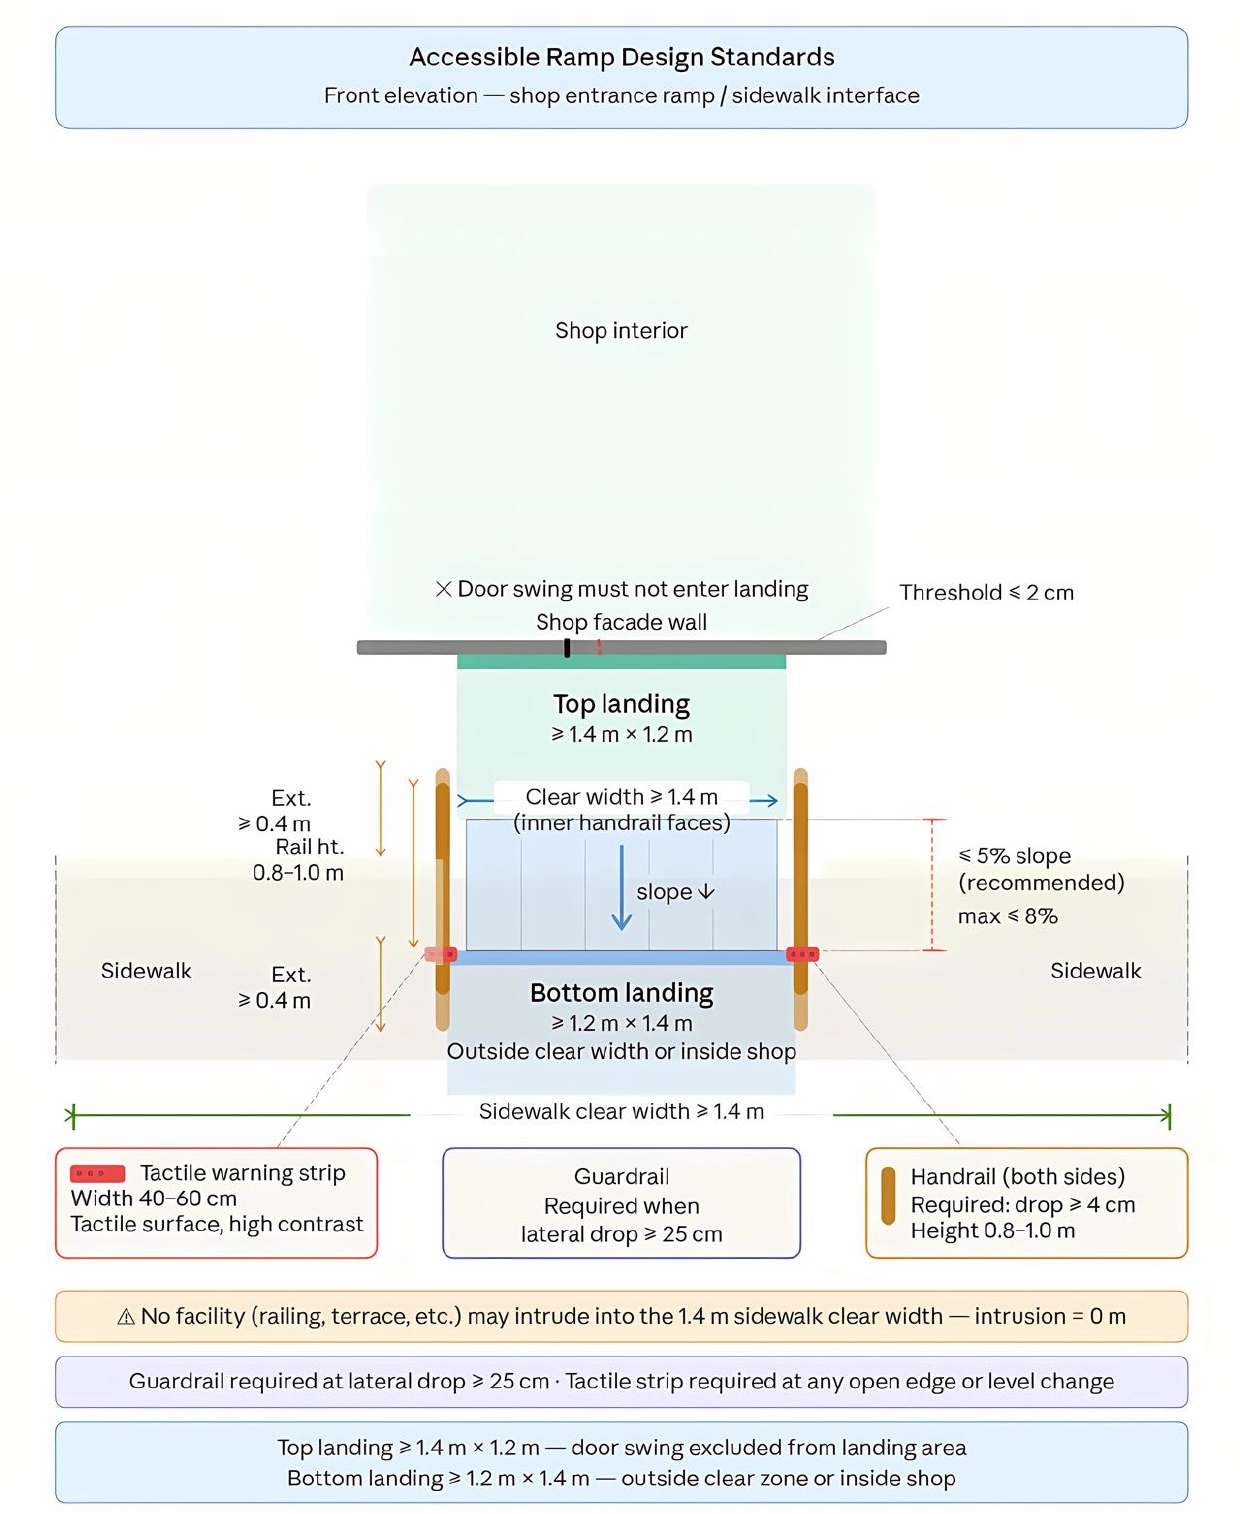 Accessible Ramp Design Standards
Front elevation — shop entrance ramp / sidewalk interface
Shop interior
× Door swing must not enter landing
Threshold ⩽ 2 cm
Shop facade wall
Top landing
⩾ 1.4 m × 1.2 m
Ext.
⩾ 0.4 m
Rail ht.
0.8–1.0 m
Clear width ⩾ 1.4 m
(inner handrail faces)
slope ↓
⩽ 5% slope
(recommended)
max ⩽ 8%
Sidewalk
Ext.
⩾ 0.4 m
Sidewalk
Bottom landing
⩾ 1.2 m × 1.4 m
Outside clear width or inside shop
Sidewalk clear width ⩾ 1.4 m
Tactile warning strip
Width 40–60 cm
Tactile surface, high contrast
Guardrail
Required when
lateral drop ⩾ 25 cm
Handrail (both sides)
Required: drop ⩾ 4 cm
Height 0.8–1.0 m
⚠ No facility (railing, terrace, etc.) may intrude into the 1.4 m sidewalk clear width — intrusion = 0 m
Guardrail required at lateral drop ⩾ 25 cm · Tactile strip required at any open edge or level change
Top landing ⩾ 1.4 m × 1.2 m — door swing excluded from landing area
Bottom landing ⩾ 1.2 m × 1.4 m — outside clear zone or inside shop